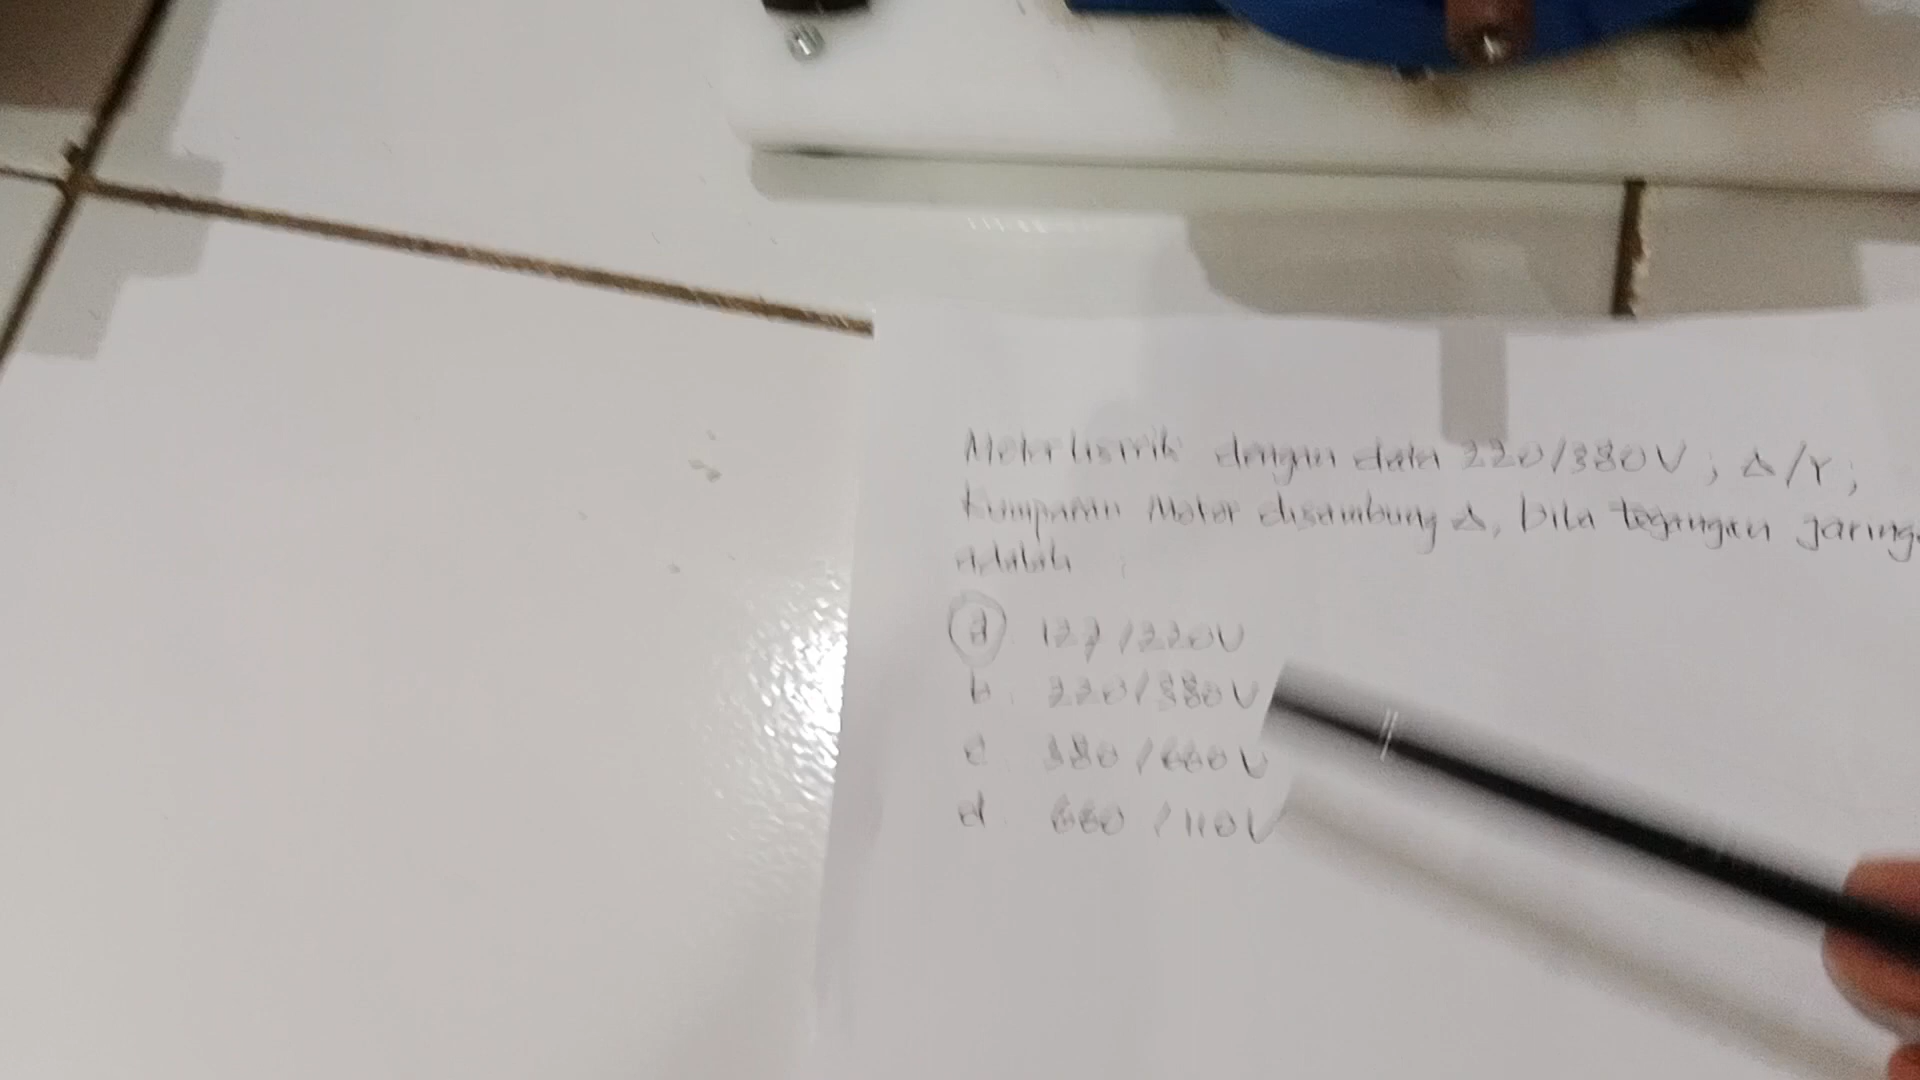 Motor listrik dengan data 220/380V ; Δ/Y ;
kumparan Motor disambung Δ, bila tegangan jaring
adalah :
a. 127/220V
b. 220/380V
c. 380/660V
d. 660/110V